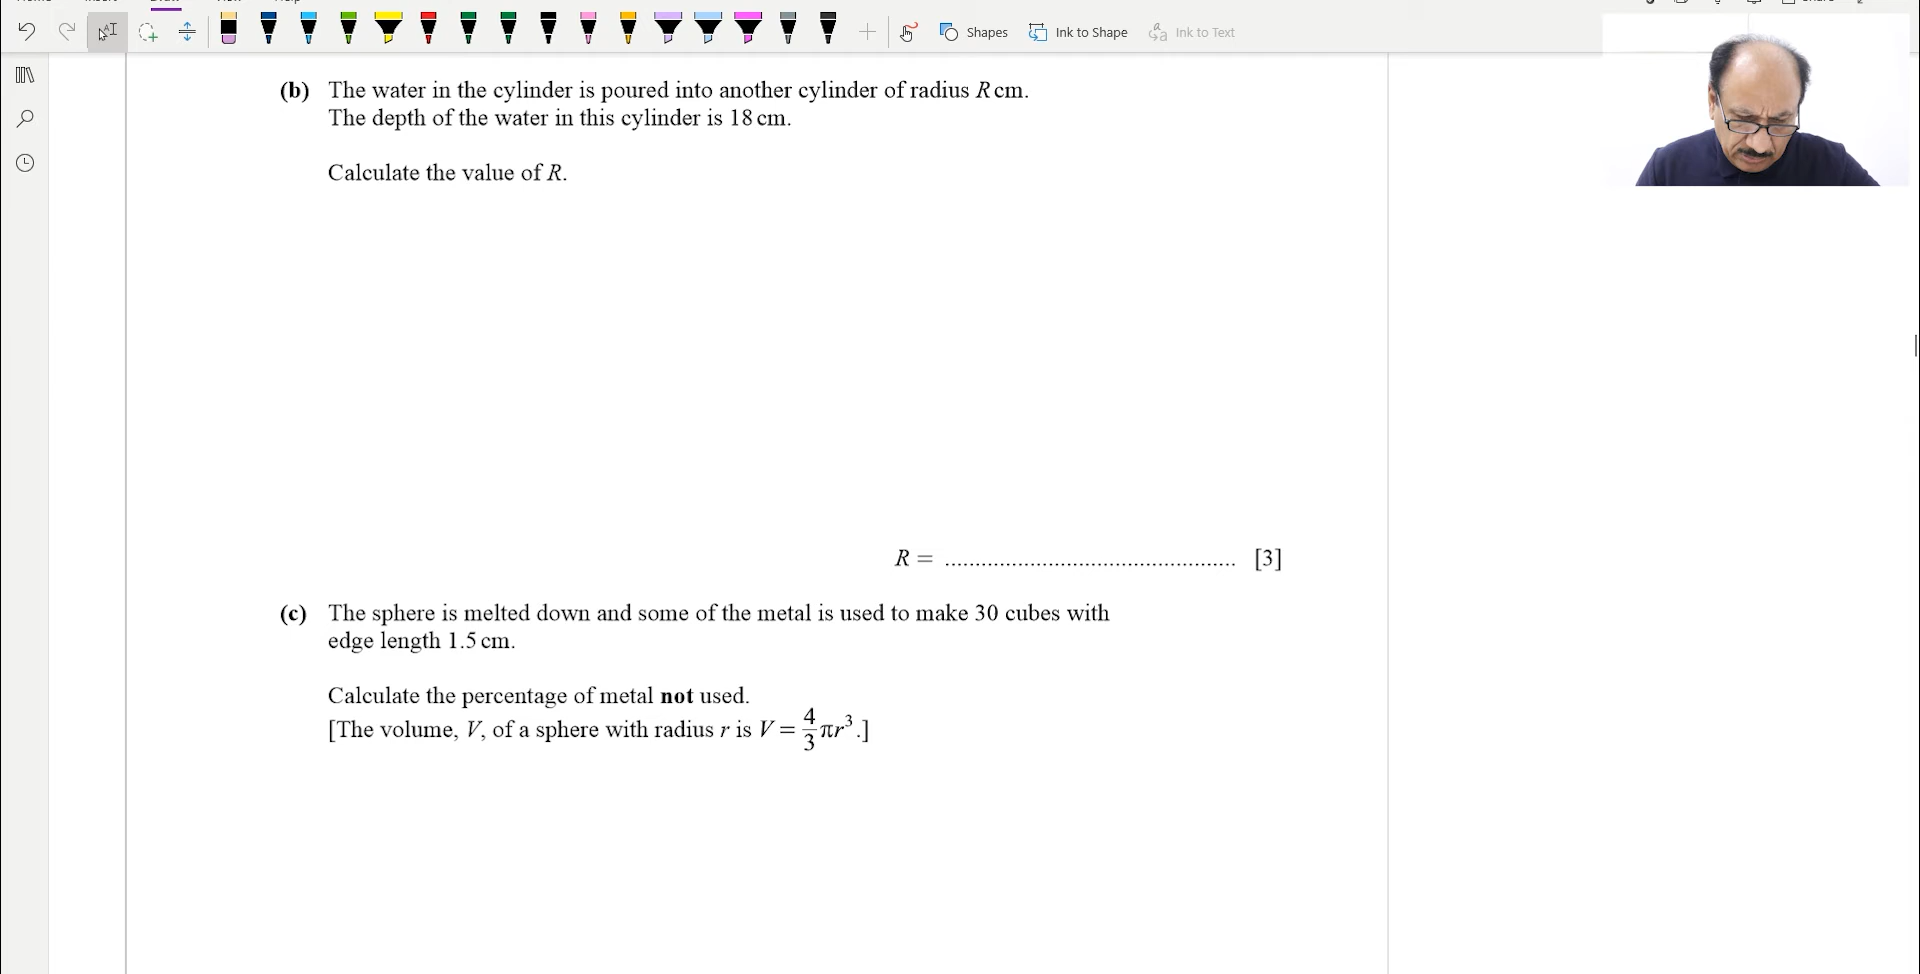 Shapes
Ink to Shape
Ink to Text
(b) The water in the cylinder is poured into another cylinder of radius R cm.
The depth of the water in this cylinder is 18 cm.
Calculate the value of R.
R = ................................................ [3]
(c) The sphere is melted down and some of the metal is used to make 30 cubes with
edge length 1.5 cm.
Calculate the percentage of metal not used.
[The volume, V, of a sphere with radius r is V = 4/3 πr³.]